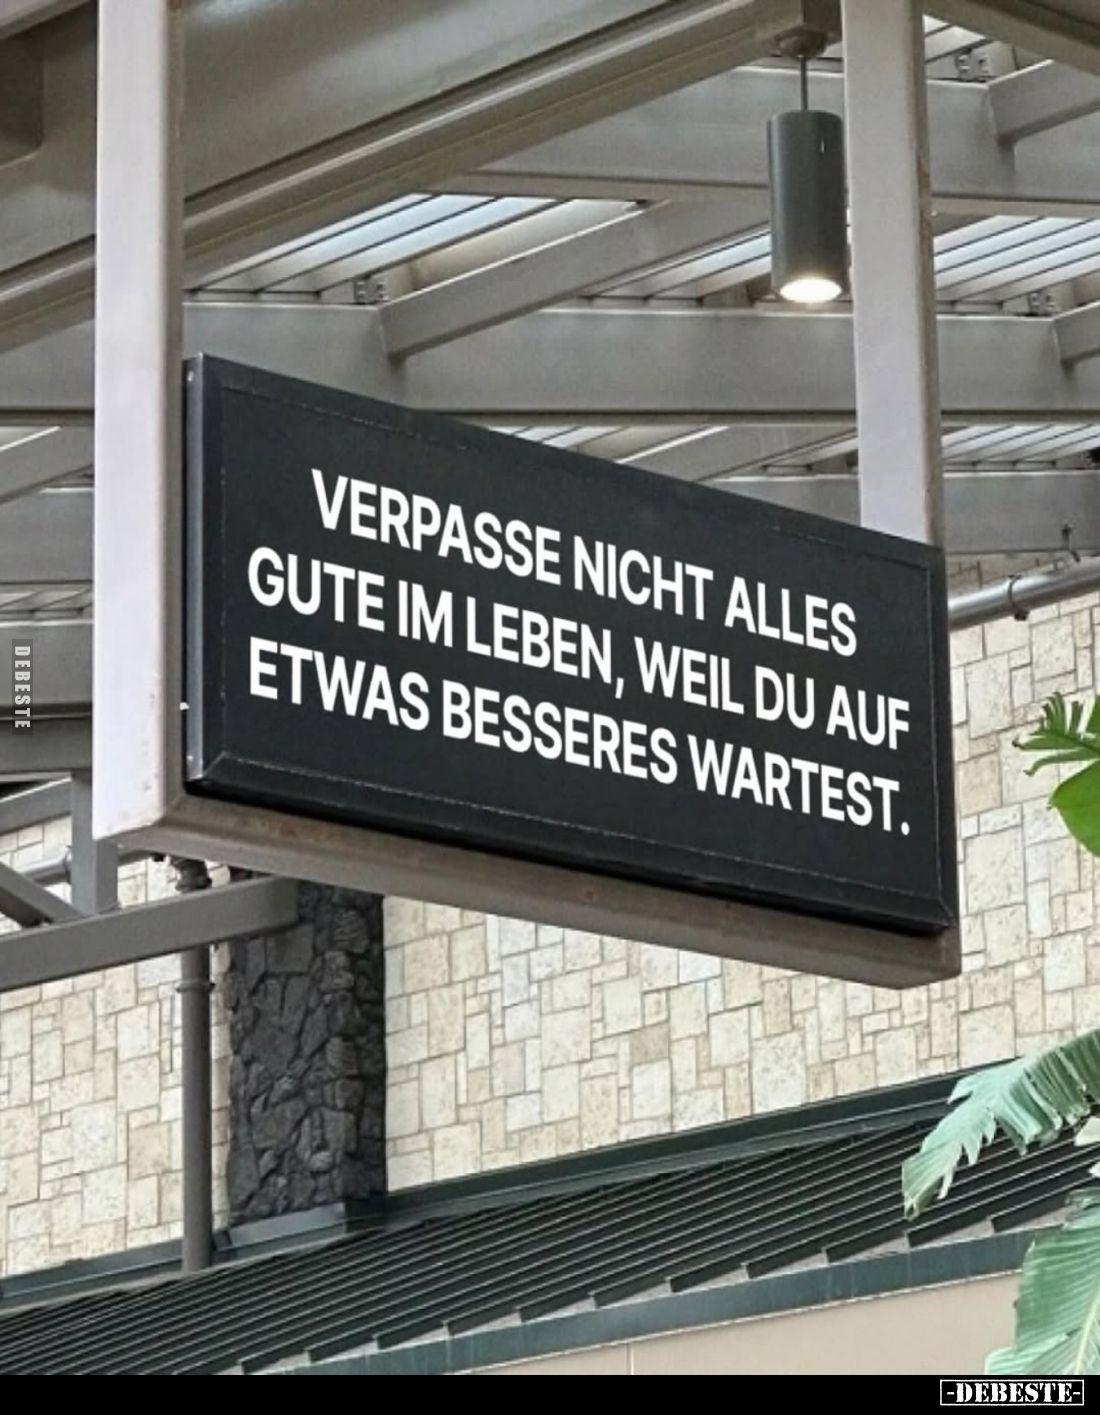 VERPASSE NICHT ALLES
GUTE IM LEBEN, WEIL DU AUF
ETWAS BESSERES WARTEST.
DEBESTE
-DEBESTE-